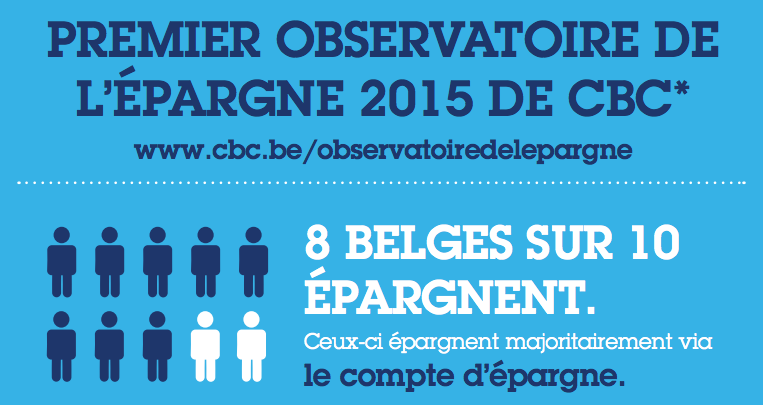 PREMIER OBSERVATOIRE DE
L'ÉPARGNE 2015 DE CBC*
www.cbc.be/observatoiredelepargne
8 BELGES SUR 10
ÉPARGNENT.
Ceux-ci épargnent majoritairement via
le compte d'épargne.